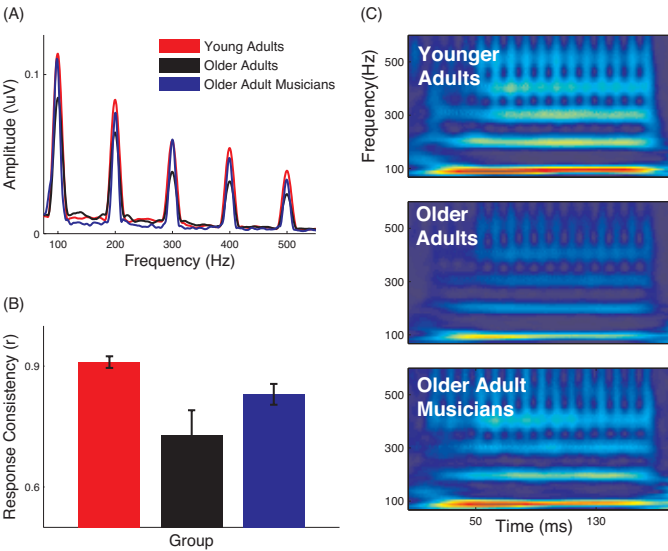 (A)
Young Adults
Older Adults
Older Adult Musicians
0.1
0
Amplitude (\uV)
100 200 300 400 500
Frequency (Hz)
(B)
0.9
0.6
Response Consistency (r)
Group
(C)
Frequency(Hz)
Younger
Adults
500
300
100
Older
Adults
500
300
100
Older Adult
Musicians
500
300
100
50 130
Time (ms)